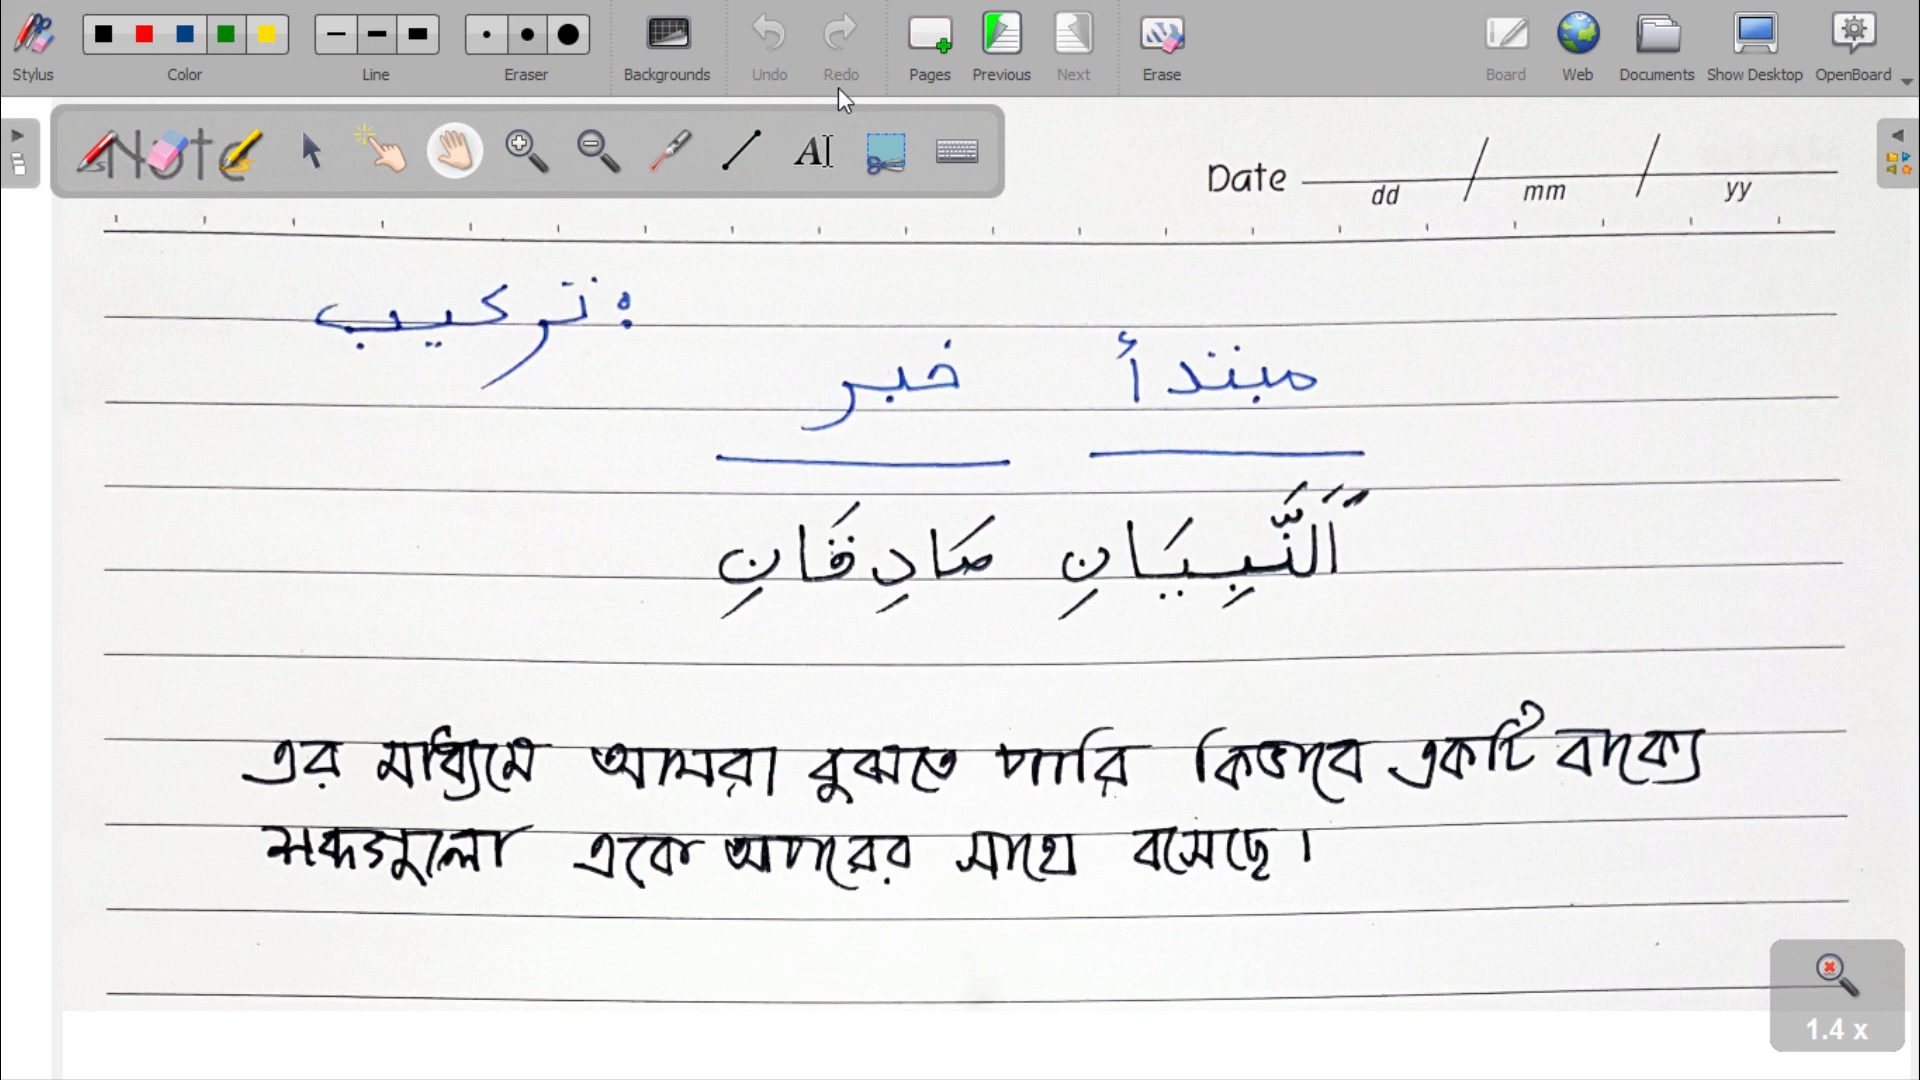 Stylus Color Line Eraser Backgrounds Undo Redo Pages Previous Next Erase Board Web Documents Show Desktop OpenBoard
Note
Date dd / mm / yy
تركيب :
مبتدأ خبر
اَلنَّبِيَانِ صَادِقَانِ
এর মাধ্যমে আমরা বুঝতে পারি কিভাবে একটি বাক্যে
শব্দগুলো একে অপরের সাথে বসেছে।
1.4 x